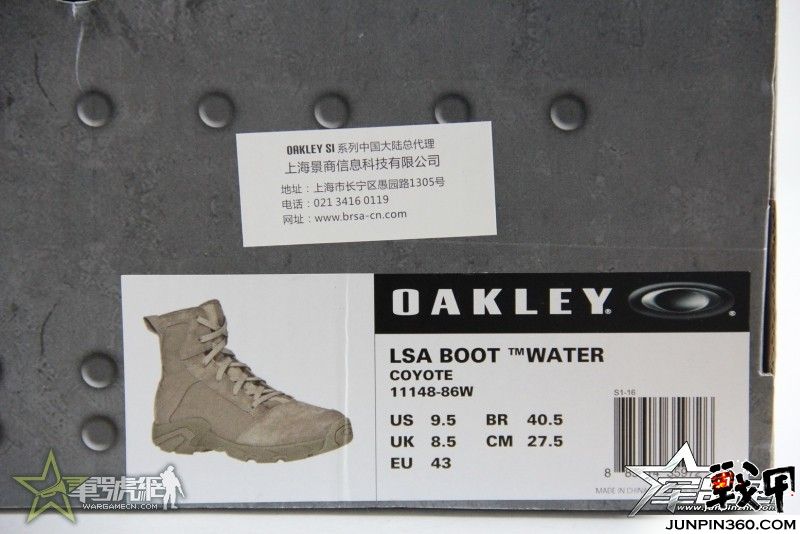 OAKLEY SI 系列中国大陆总代理
上海景商信息科技有限公司
地址：上海市长宁区愚园路1305号
电话：021 3416 0119
网址：www.brsa-cn.com
OAKLEY®
LSA BOOT ™WATER
COYOTE
11148-86W
US 9.5 BR 40.5
UK 8.5 CM 27.5
EU 43
S1-16
MADE IN CHINA
WARGAMECN.COM
戰甲
JUNPIN360.COM